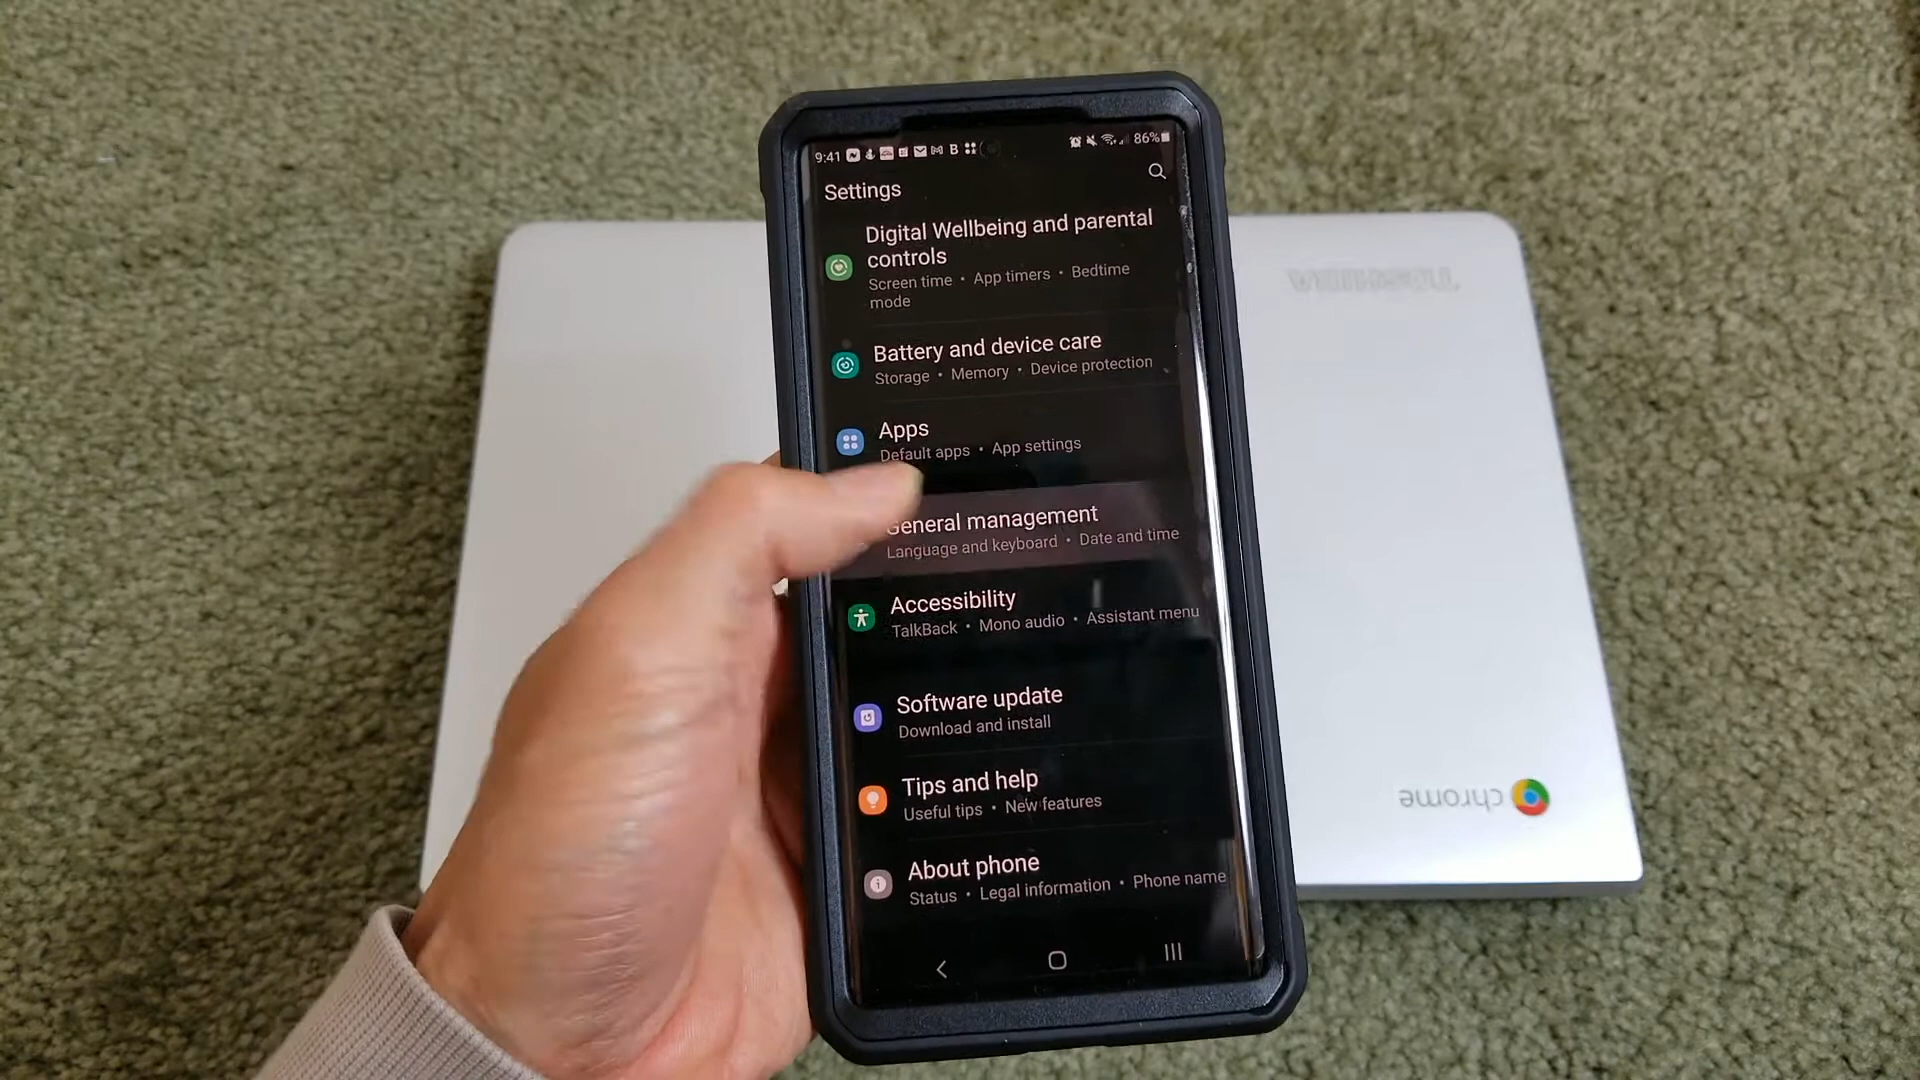 9:41 B 86%
Settings
Digital Wellbeing and parental
controls
Screen time • App timers • Bedtime
mode
Battery and device care
Storage • Memory • Device protection
Apps
Default apps • App settings
General management
Language and keyboard • Date and time
Accessibility
TalkBack • Mono audio • Assistant menu
Software update
Download and install
Tips and help
Useful tips • New features
About phone
Status • Legal information • Phone name
TOSHIBA
chrome